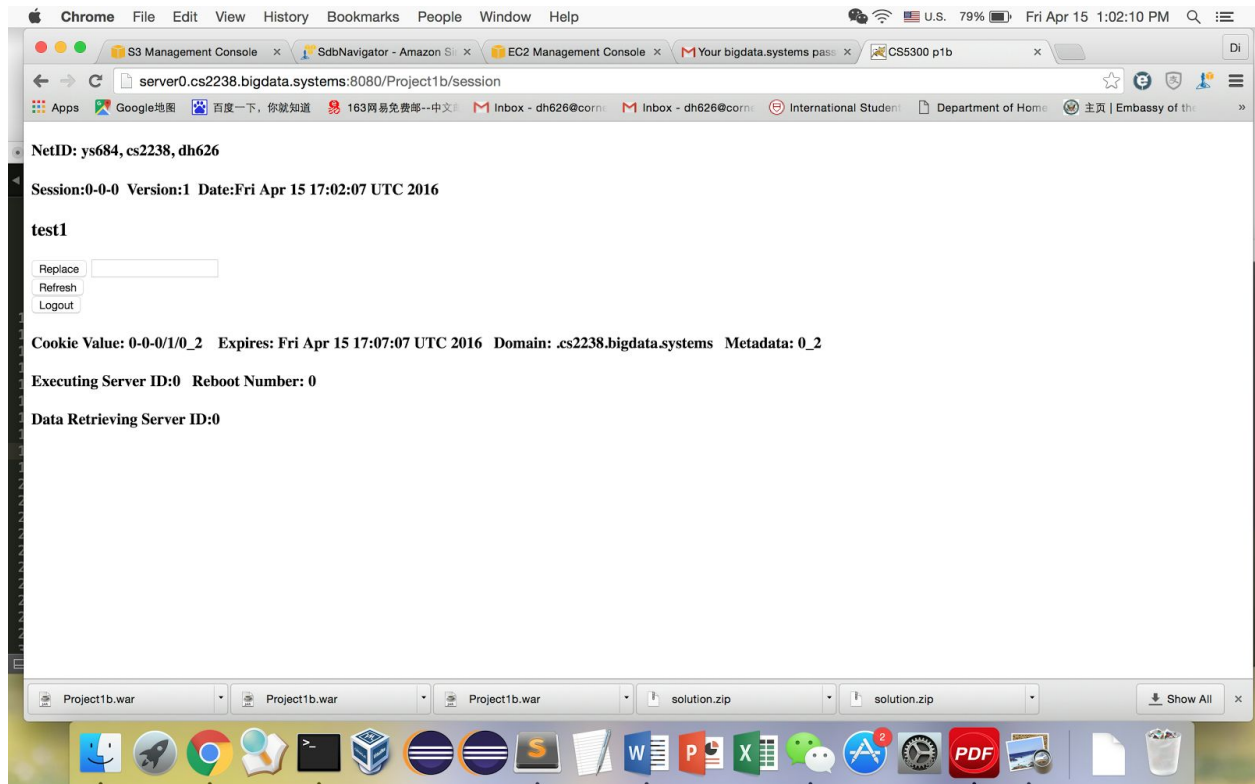 Chrome File Edit View History Bookmarks People Window Help U.S. 79% Fri Apr 15 1:02:10 PM
S3 Management Console × SdbNavigator - Amazon Si × EC2 Management Console × Your bigdata.systems pass × CS5300 p1b × Di
server0.cs2238.bigdata.systems:8080/Project1b/session
Apps Google地图 百度一下，你就知道 163网易免费邮--中文 Inbox - dh626@corne Inbox - dh626@corne International Student Department of Home 主页 | Embassy of the »
NetID: ys684, cs2238, dh626
Session:0-0-0 Version:1 Date:Fri Apr 15 17:02:07 UTC 2016
test1
Replace
Refresh
Logout
Cookie Value: 0-0-0/1/0_2 Expires: Fri Apr 15 17:07:07 UTC 2016 Domain: .cs2238.bigdata.systems Metadata: 0_2
Executing Server ID:0 Reboot Number: 0
Data Retrieving Server ID:0
Project1b.war Project1b.war Project1b.war solution.zip solution.zip Show All ×
S W P X 2 PDF